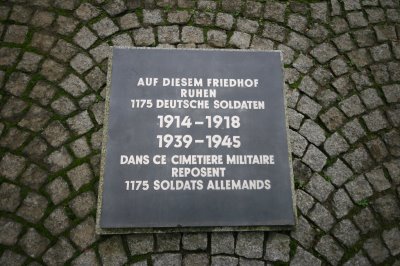 AUF DIESEM FRIEDHOF
RUHEN
1175 DEUTSCHE SOLDATEN
1914-1918
1939-1945
DANS CE CIMETIERE MILITAIRE
REPOSENT
1175 SOLDATS ALLEMANDS